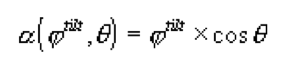 α(φ^tilt, θ) = φ^tilt × cos θ